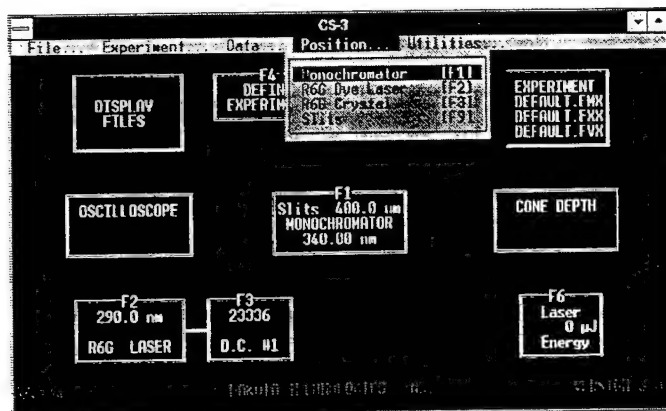 CS-3
File... Experiment... Data... Position... Utilities...
Monochromator [F1]
R6G Dye Laser... [F2]
R6G Crystal... [F3]
Slits [F9]
DISPLAY
FILES
F4
DEFIN
EXPERIM
EXPERIMENT
DEFAULT.EMX
DEFAULT.FXX
DEFAULT.FVX
OSCILLOSCOPE
F1
Slits 400.0 um
MONOCHROMATOR
340.00 nm
CONE DEPTH
F2
290.0 nm
R6G LASER
F3
23336
D.C. #1
F6
Laser
0 µJ
Energy